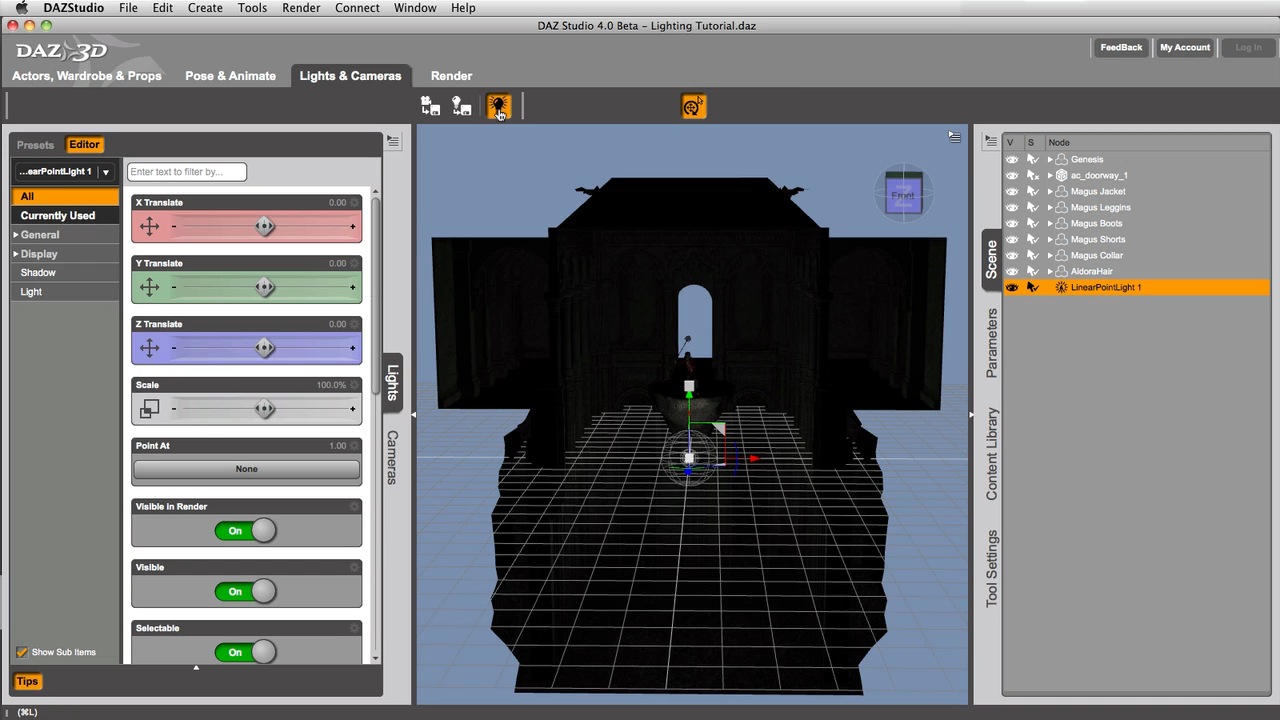 DAZStudio File Edit Create Tools Render Connect Window Help
DAZ Studio 4.0 Beta - Lighting Tutorial.daz
DAZ 3D
FeedBack My Account Log In
Actors, Wardrobe & Props Pose & Animate Lights & Cameras Render
Presets Editor
...earPointLight 1
Enter text to filter by...
All
Currently Used
General
Display
Shadow
Light
X Translate 0.00
- +
Y Translate 0.00
- +
Z Translate 0.00
- +
Scale 100.0%
- +
Point At 1.00
None
Visible in Render
On
Visible
On
Selectable
On
Show Sub Items
Tips
(⌘L)
Lights
Cameras
Front
Scene
Parameters
Content Library
Tool Settings
V S Node
Genesis
ac_doorway_1
Magus Jacket
Magus Leggins
Magus Boots
Magus Shorts
Magus Collar
AldoraHair
LinearPointLight 1